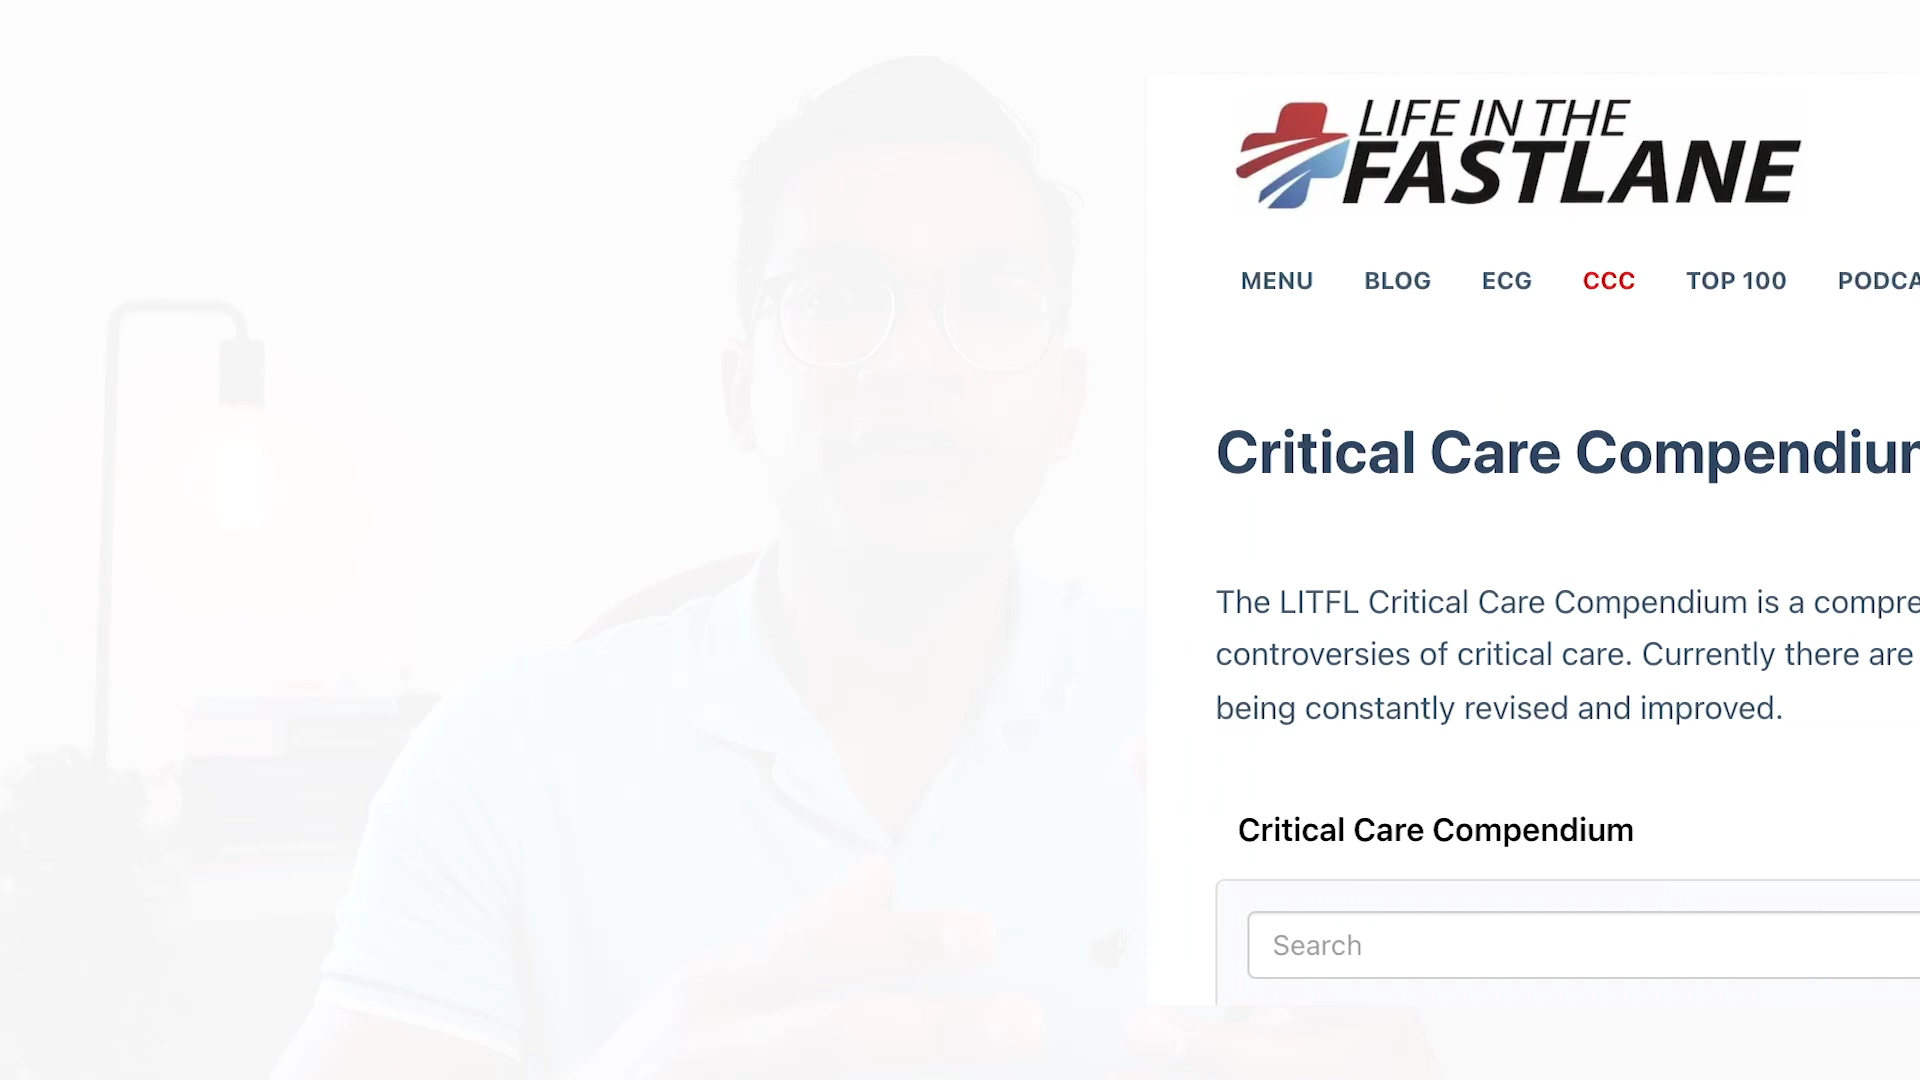 LIFE IN THE
FASTLANE
MENU BLOG ECG CCC TOP 100 PODCA
Critical Care Compendiu
The LITFL Critical Care Compendium is a compre
controversies of critical care. Currently there are
being constantly revised and improved.
Critical Care Compendium
Search